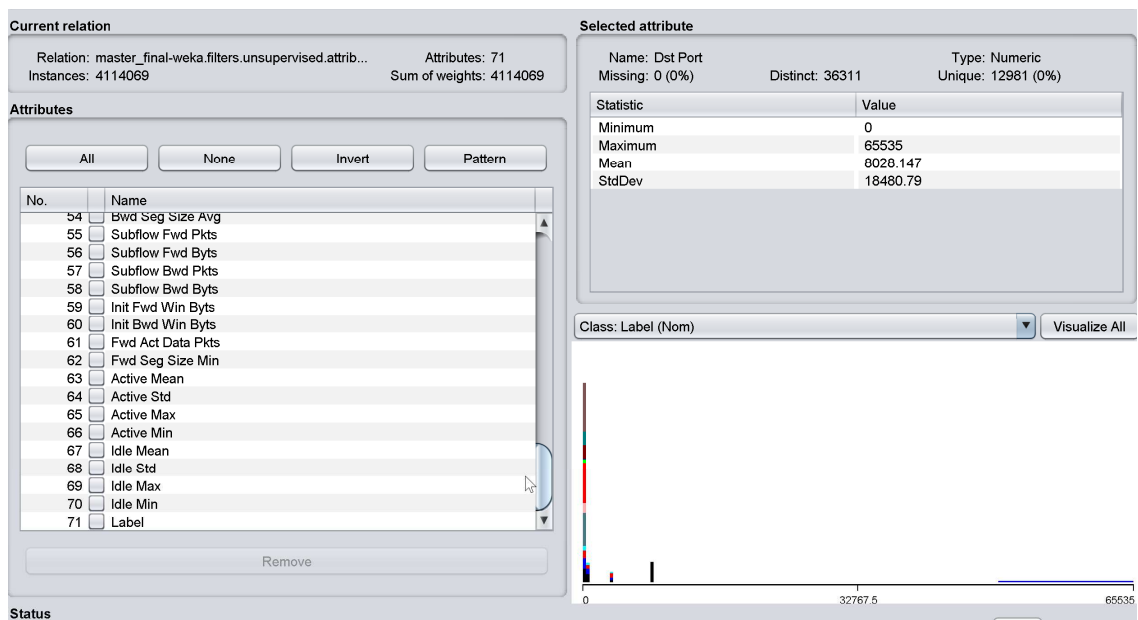 Current relation
Relation: master_final-weka.filters.unsupervised.attrib... Attributes: 71
Instances: 4114069 Sum of weights: 4114069
Attributes
All None Invert Pattern
No. Name
54 Bwd Seg Size Avg
55 Subflow Fwd Pkts
56 Subflow Fwd Byts
57 Subflow Bwd Pkts
58 Subflow Bwd Byts
59 Init Fwd Win Byts
60 Init Bwd Win Byts
61 Fwd Act Data Pkts
62 Fwd Seg Size Min
63 Active Mean
64 Active Std
65 Active Max
66 Active Min
67 Idle Mean
68 Idle Std
69 Idle Max
70 Idle Min
71 Label
Remove
Status
Selected attribute
Name: Dst Port Type: Numeric
Missing: 0 (0%) Distinct: 36311 Unique: 12981 (0%)
Statistic Value
Minimum 0
Maximum 65535
Mean 8028.147
StdDev 18480.79
Class: Label (Nom) Visualize All
0 32767.5 65535